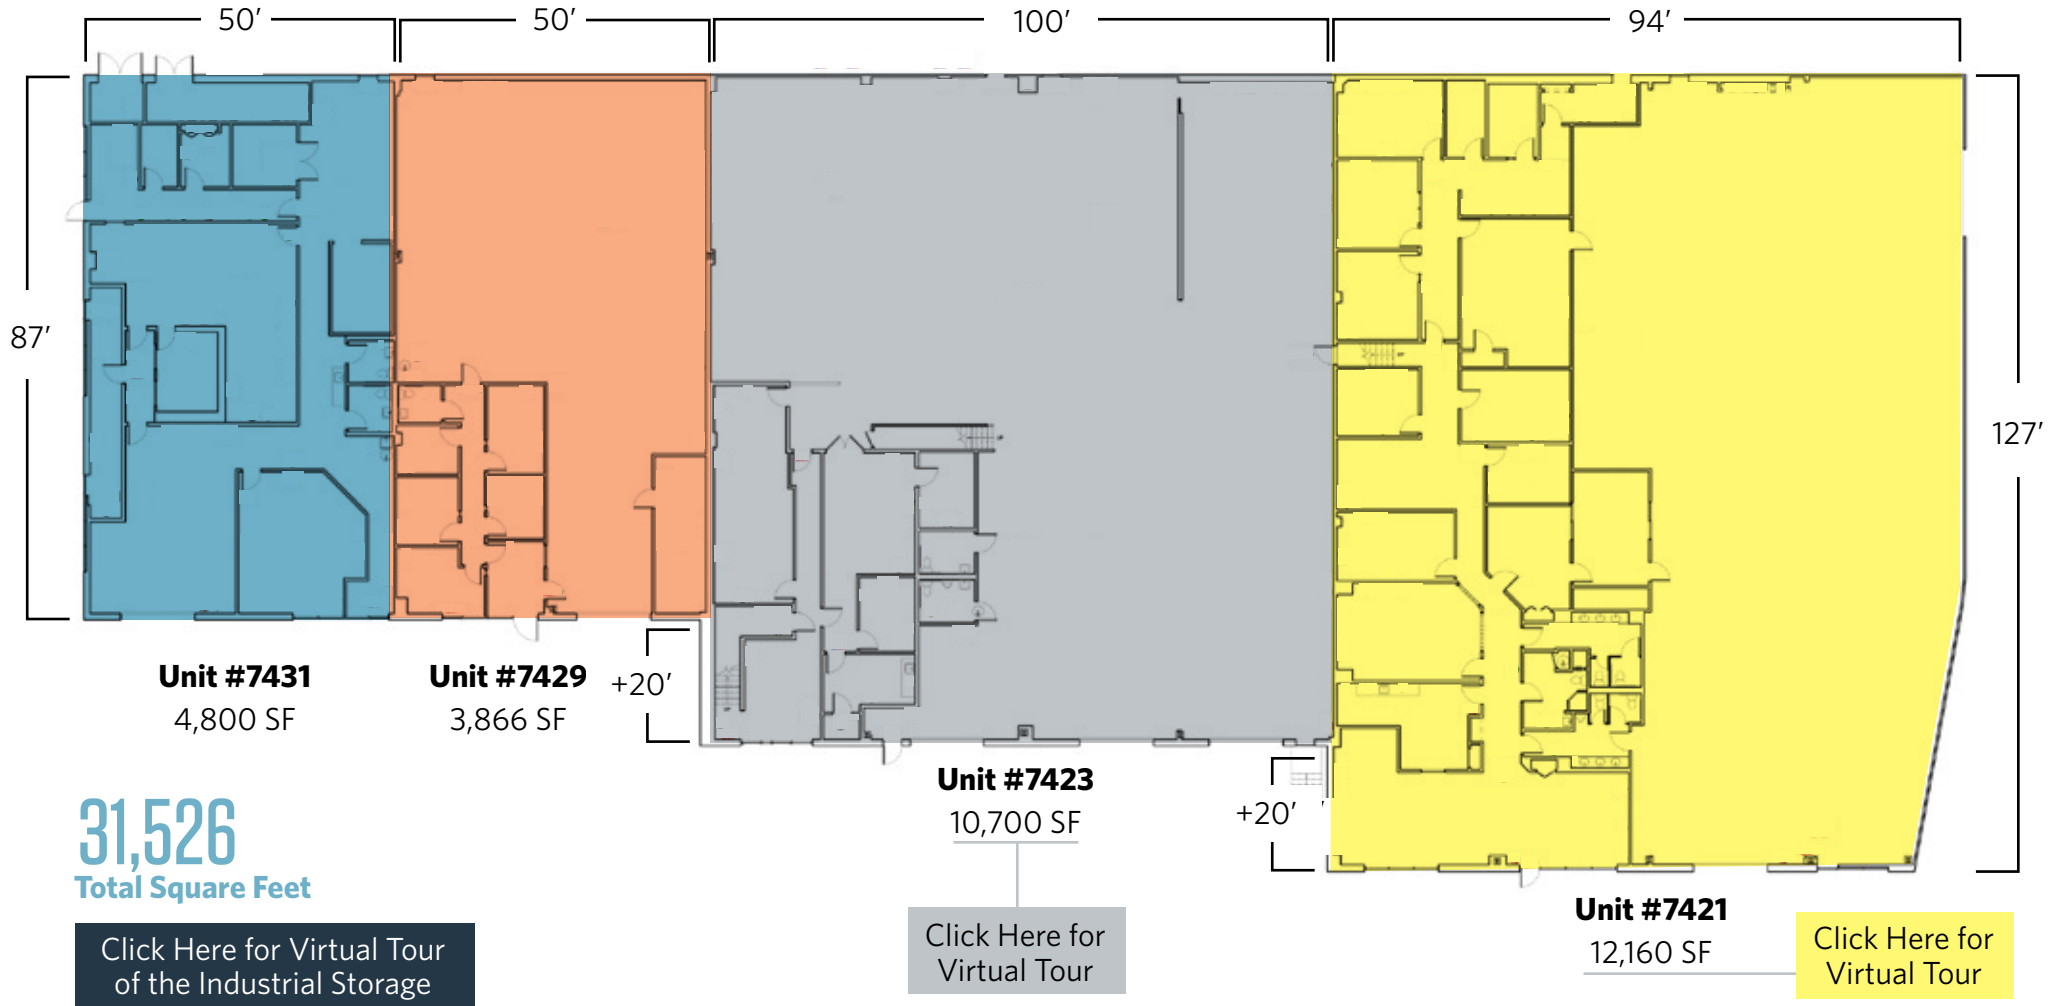 50′
50′
100′
94′
87′
127′
Unit #7431
4,800 SF
Unit #7429
3,866 SF
+20′
Unit #7423
10,700 SF
+20′
31,526
Total Square Feet
Unit #7421
12,160 SF
Click Here for Virtual Tour
of the Industrial Storage
Click Here for
Virtual Tour
Click Here for
Virtual Tour